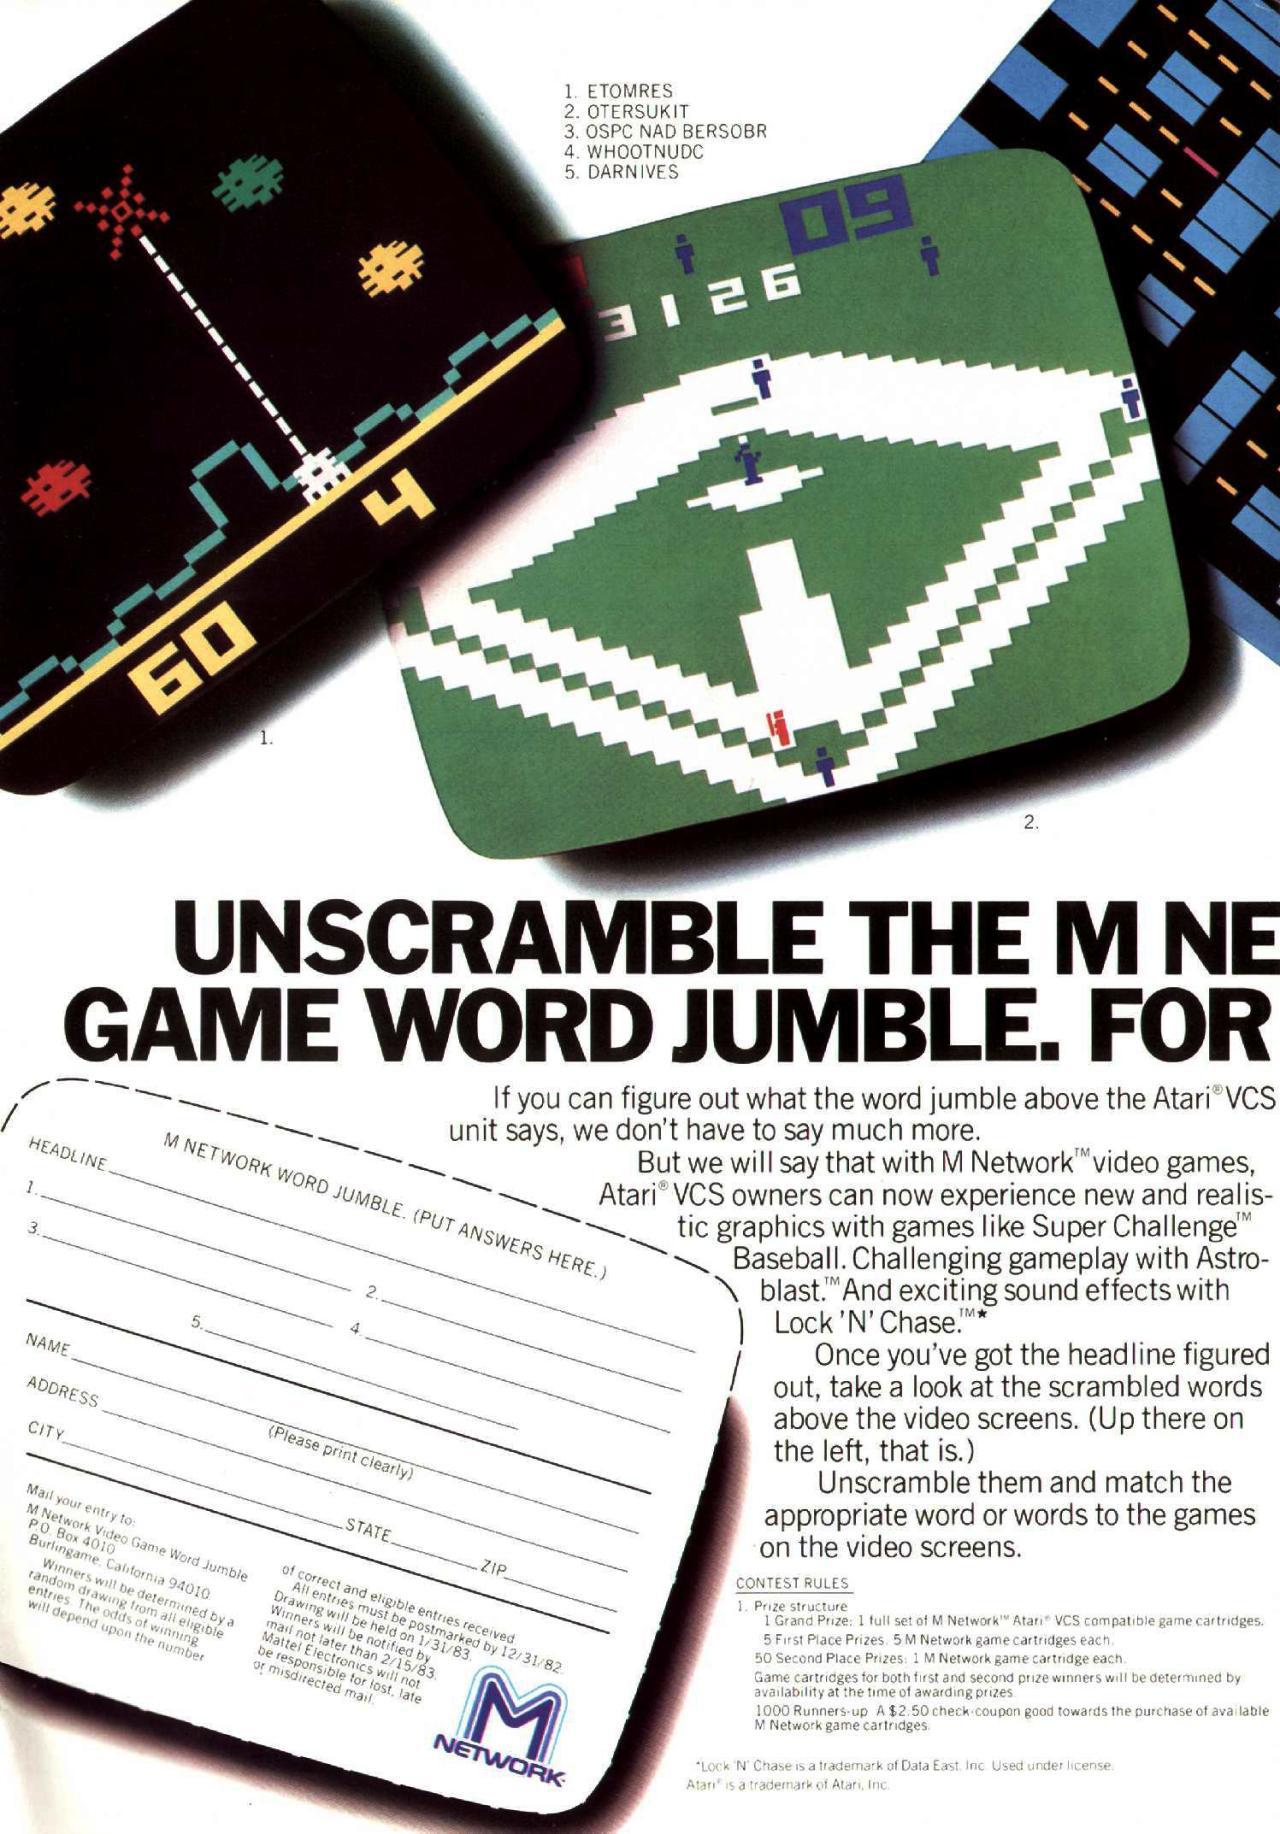 1. ETOMRES
2. OTERSUKIT
3. OSPC NAD BERSOBR
4. WHOOTNUDC
5. DARNIVES
09
3 1 2 6
4
60
1.
2.
UNSCRAMBLE THE M NE
GAME WORD JUMBLE. FOR
If you can figure out what the word jumble above the Atari® VCS
unit says, we don't have to say much more.
But we will say that with M Network™ video games,
Atari® VCS owners can now experience new and realis-
tic graphics with games like Super Challenge™
Baseball. Challenging gameplay with Astro-
blast.™ And exciting sound effects with
Lock 'N' Chase.™*
Once you've got the headline figured
out, take a look at the scrambled words
above the video screens. (Up there on
the left, that is.)
Unscramble them and match the
appropriate word or words to the games
on the video screens.
CONTEST RULES
1. Prize structure
1 Grand Prize: 1 full set of M Network™ Atari® VCS compatible game cartridges.
5 First Place Prizes: 5 M Network game cartridges each.
50 Second Place Prizes: 1 M Network game cartridge each.
Game cartridges for both first and second prize winners will be determined by
availability at the time of awarding prizes.
1000 Runners-up A $2.50 check-coupon good towards the purchase of available
M Network game cartridges.
*Lock 'N' Chase is a trademark of Data East, Inc. Used under license.
Atari® is a trademark of Atari, Inc.
M NETWORK WORD JUMBLE. (PUT ANSWERS HERE.)
HEADLINE
1.
2.
3.
4.
5.
NAME
(Please print clearly)
ADDRESS
CITY
STATE
ZIP
Mail your entry to:
M Network Video Game Word Jumble
P.O. Box 4010
Burlingame, California 94010
Winners will be determined by a
random drawing from all eligible
entries. The odds of winning
will depend upon the number
of correct and eligible entries received
All entries must be postmarked by 12/31/82.
Drawing will be held on 1/31/83.
Winners will be notified by
mail not later than 2/15/83.
Mattel Electronics will not
be responsible for lost, late
or misdirected mail.
M
NETWORK